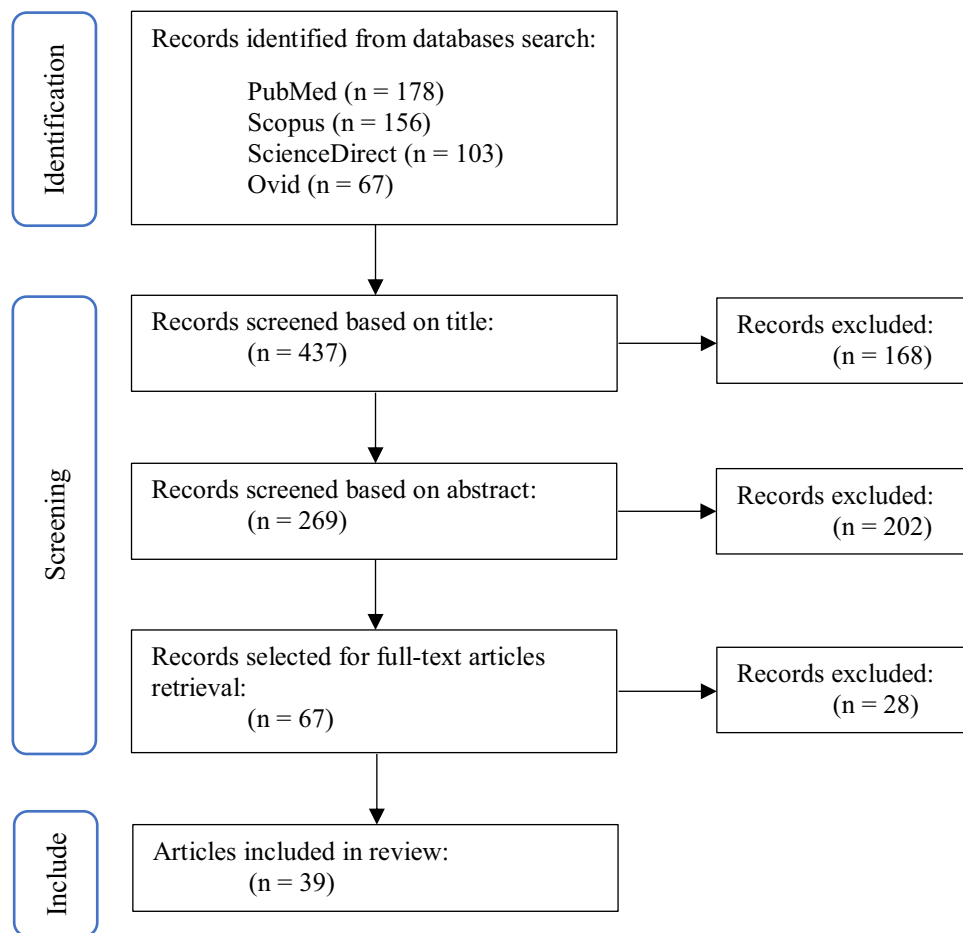 Identification
Records identified from databases search:
PubMed (n = 178)
Scopus (n = 156)
ScienceDirect (n = 103)
Ovid (n = 67)
Screening
Records screened based on title:
(n = 437)
Records excluded:
(n = 168)
Records screened based on abstract:
(n = 269)
Records excluded:
(n = 202)
Records selected for full-text articles
retrieval:
(n = 67)
Records excluded:
(n = 28)
Include
Articles included in review:
(n = 39)